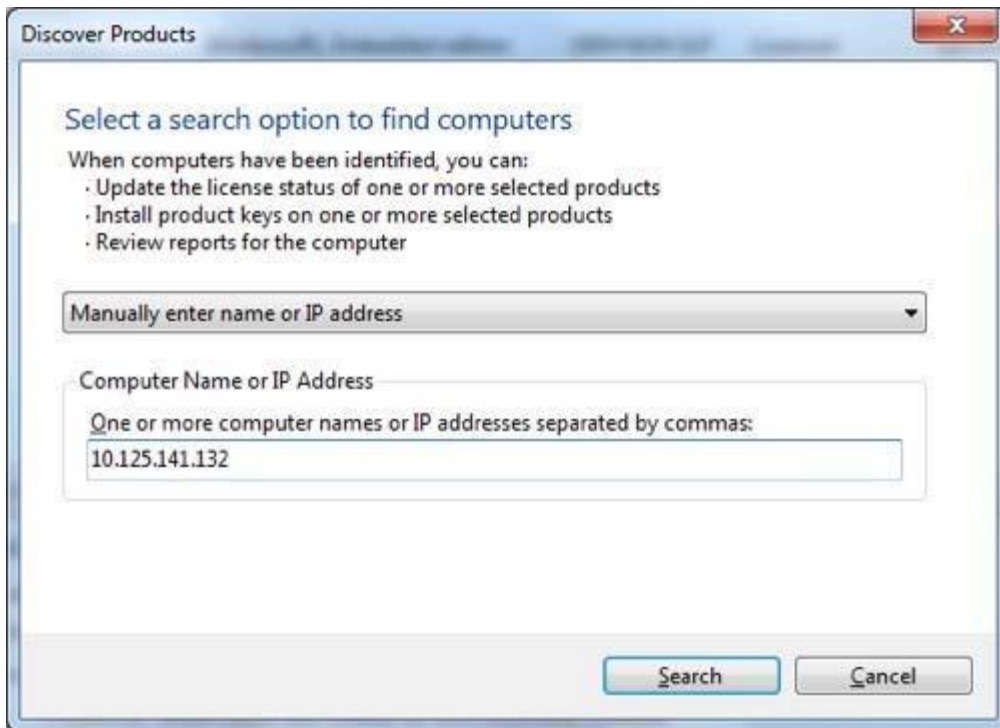 Discover Products
Select a search option to find computers
When computers have been identified, you can:
· Update the license status of one or more selected products
· Install product keys on one or more selected products
· Review reports for the computer
Manually enter name or IP address
Computer Name or IP Address
One or more computer names or IP addresses separated by commas:
10.125.141.132
Search Cancel